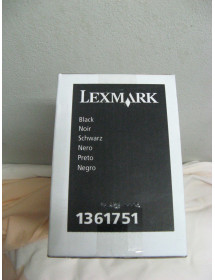 LEXMARK
Black
Noir
Schwarz
Nero
Preto
Negro
1361751